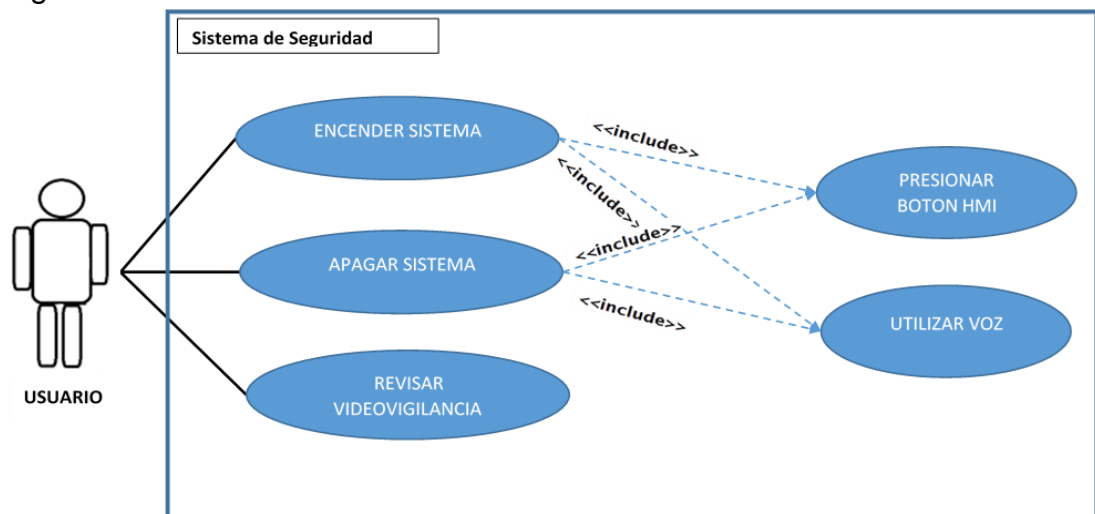 Sistema de Seguridad
ENCENDER SISTEMA
<<include>>
<<include>>
PRESIONAR
BOTON HMI
APAGAR SISTEMA
<<include>>
<<include>>
UTILIZAR VOZ
REVISAR
VIDEOVIGILANCIA
USUARIO